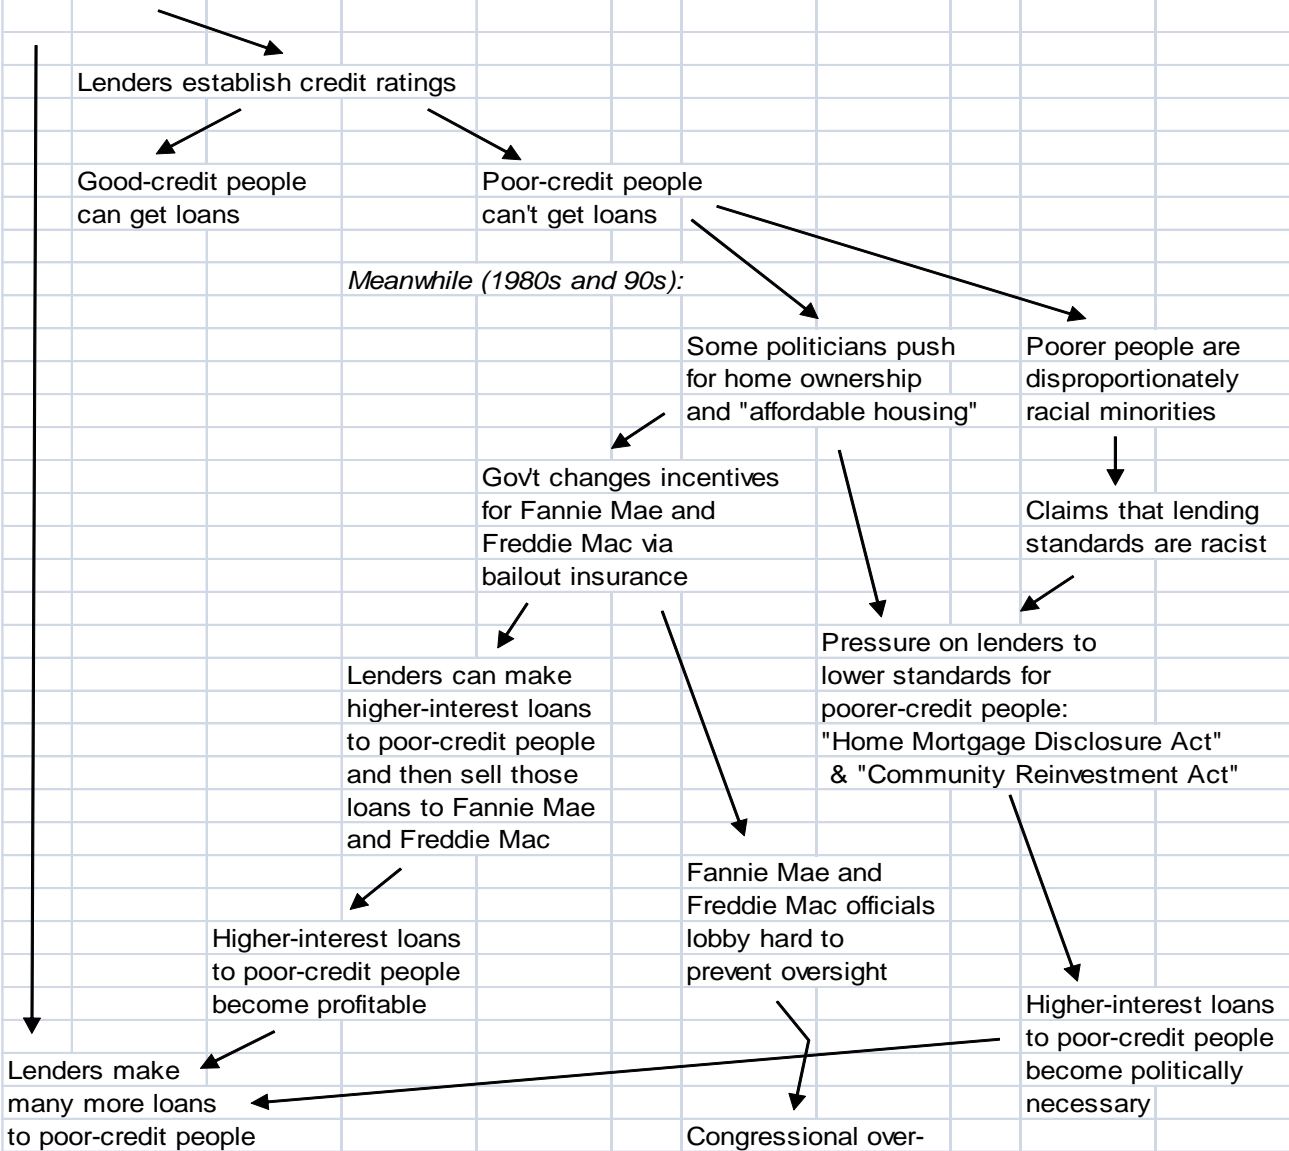 Lenders establish credit ratings
Good-credit people
can get loans
Poor-credit people
can't get loans
Meanwhile (1980s and 90s):
Some politicians push
for home ownership
and "affordable housing"
Poorer people are
disproportionately
racial minorities
Gov't changes incentives
for Fannie Mae and
Freddie Mac via
bailout insurance
Claims that lending
standards are racist
Pressure on lenders to
lower standards for
poorer-credit people:
"Home Mortgage Disclosure Act"
& "Community Reinvestment Act"
Lenders can make
higher-interest loans
to poor-credit people
and then sell those
loans to Fannie Mae
and Freddie Mac
Fannie Mae and
Freddie Mac officials
lobby hard to
prevent oversight
Higher-interest loans
to poor-credit people
become profitable
Higher-interest loans
to poor-credit people
become politically
necessary
Lenders make
many more loans
to poor-credit people
Congressional over-